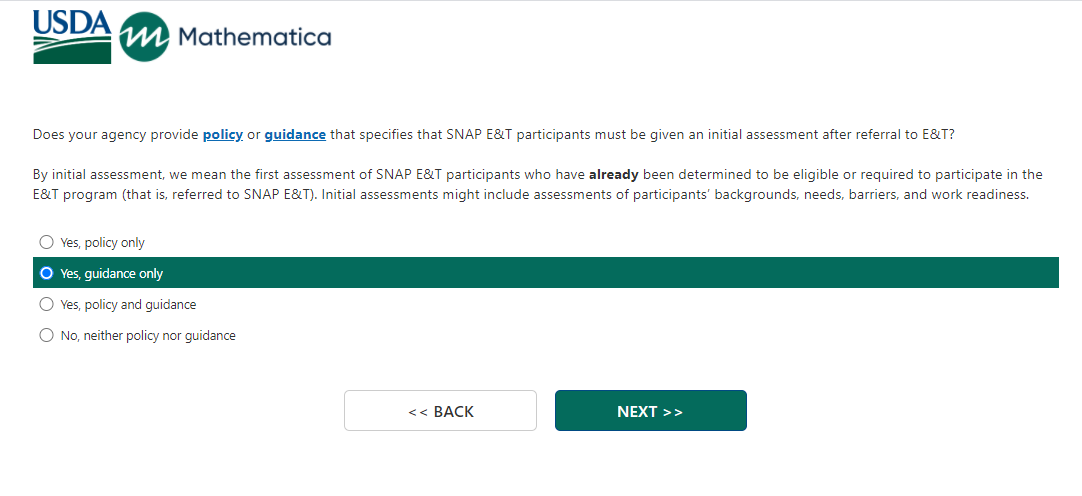 USDA
m Mathematica
Does your agency provide policy or guidance that specifies that SNAP E&T participants must be given an initial assessment after referral to E&T?
By initial assessment, we mean the first assessment of SNAP E&T participants who have already been determined to be eligible or required to participate in the
E&T program (that is, referred to SNAP E&T). Initial assessments might include assessments of participants' backgrounds, needs, barriers, and work readiness.
Yes, policy only
Yes, guidance only
Yes, policy and guidance
No, neither policy nor guidance
<< BACK
NEXT >>